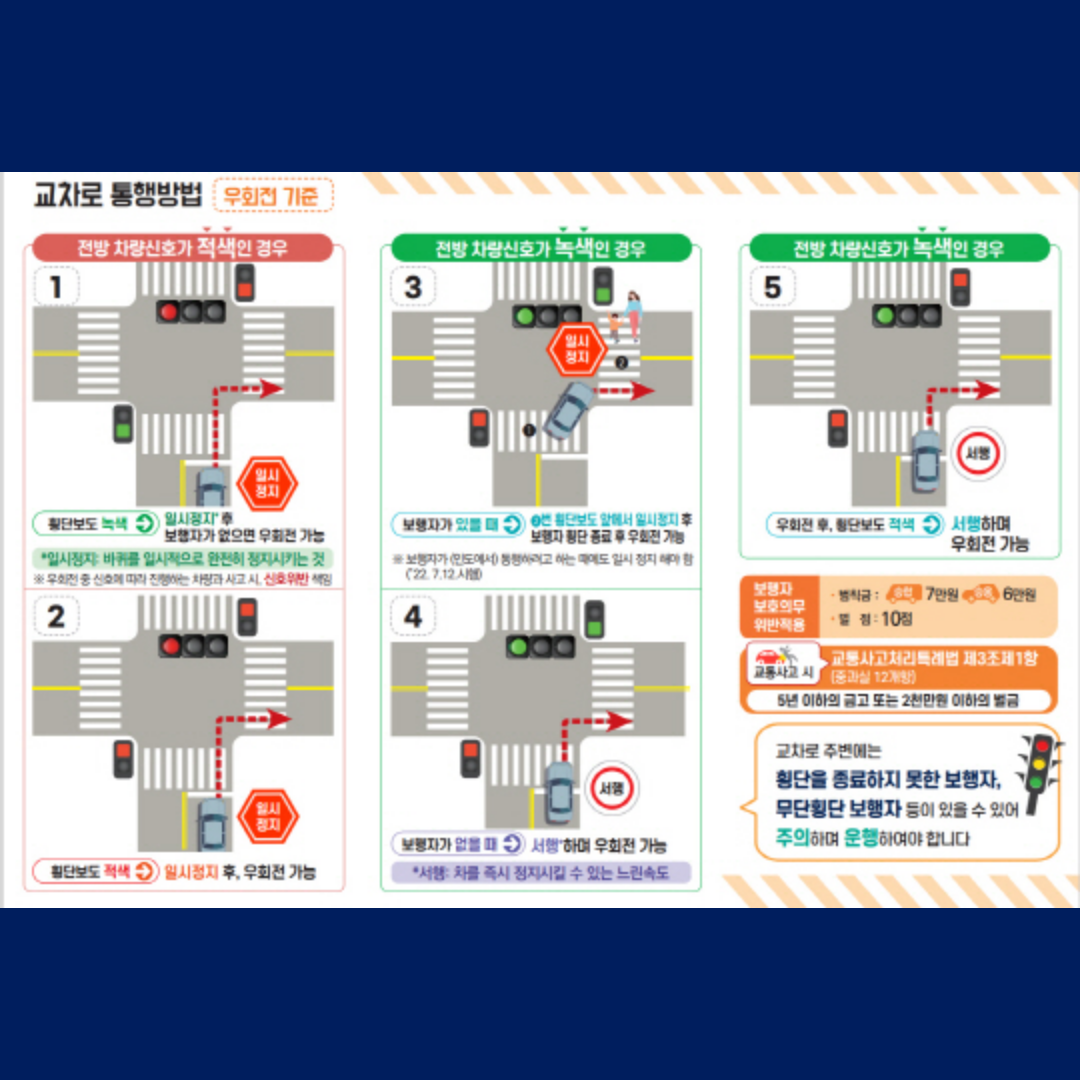 교차로 통행방법 우회전 기준
전방 차량신호가 적색인 경우
1
일시
정지
횡단보도 녹색
일시정지* 후
보행자가 없으면 우회전 가능
*일시정지: 바퀴를 일시적으로 완전히 정지시키는 것
※ 우회전 중 신호에 따라 진행하는 차량과 사고 시, 신호위반 책임
2
일시
정지
횡단보도 적색 일시정지 후, 우회전 가능
전방 차량신호가 녹색인 경우
3
일시
정지
2
1
보행자가 있을 때
❷번 횡단보도 앞에서 일시정지 후
보행자 횡단 종료 후 우회전 가능
※ 보행자가 (인도에서) 통행하려고 하는 때에도 일시 정지 해야 함
('22. 7.12.시행)
4
서행
보행자가 없을 때 서행*하며 우회전 가능
*서행: 차를 즉시 정지시킬 수 있는 느린속도
전방 차량신호가 녹색인 경우
5
서행
우회전 후, 횡단보도 적색
서행하며
우회전 가능
보행자
보호의무
위반적용
· 범칙금 : 승합 7만원 승용 6만원
· 벌 점 : 10점
교통사고 시
교통사고처리특례법 제3조제1항
(중과실 12개항)
5년 이하의 금고 또는 2천만원 이하의 벌금
교차로 주변에는
횡단을 종료하지 못한 보행자,
무단횡단 보행자 등이 있을 수 있어
주의하며 운행하여야 합니다